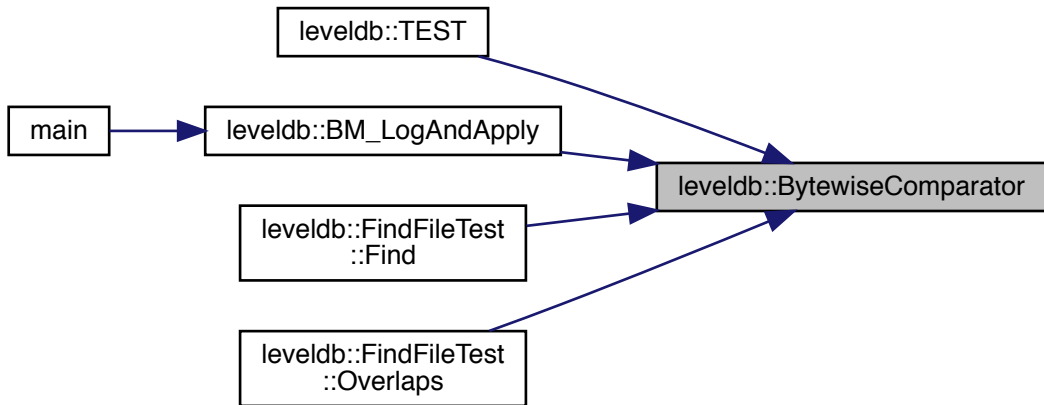 leveldb::TEST
main
leveldb::BM_LogAndApply
leveldb::BytewiseComparator
leveldb::FindFileTest
::Find
leveldb::FindFileTest
::Overlaps